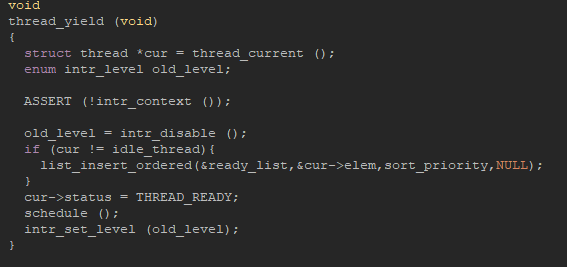 void
thread_yield (void)
{
  struct thread *cur = thread_current ();
  enum intr_level old_level;

  ASSERT (!intr_context ());

  old_level = intr_disable ();
  if (cur != idle_thread){
    list_insert_ordered(&ready_list,&cur->elem,sort_priority,NULL);
  }
  cur->status = THREAD_READY;
  schedule ();
  intr_set_level (old_level);
}